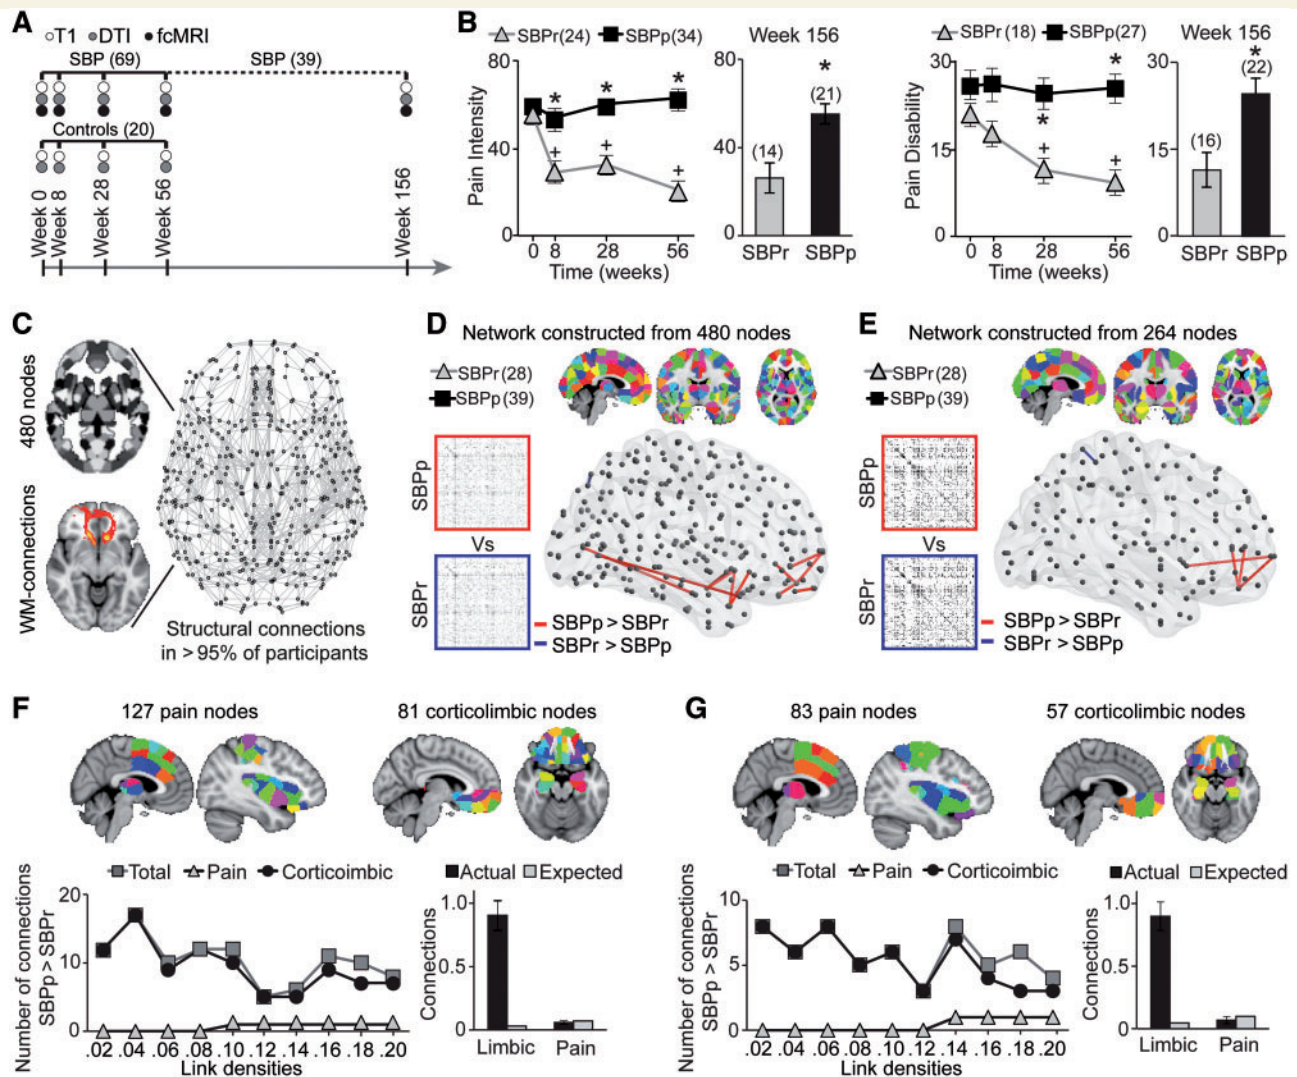 A
T1 DTI fcMRI
SBP (69) SBP (39)
Controls (20)
Week 0
Week 8
Week 28
Week 56
Week 156
B
SBPr(24) SBPp(34) Week 156
Pain Intensity
80
40
0
0 8 28 56
Time (weeks)
+ + +
* * *
80
40
0
(14)
*
(21)
SBPr SBPp
SBPr (18) SBPp(27) Week 156
Pain Disability
30
15
0
0 8 28 56
Time (weeks)
* *
+ +
30
15
0
(16)
*
(22)
SBPr SBPp
C
480 nodes
WM-connections
Structural connections
in > 95% of participants
D
Network constructed from 480 nodes
SBPr(28)
SBPp(39)
SBPp
Vs
SBPr
SBPp > SBPr
SBPr > SBPp
E
Network constructed from 264 nodes
SBPr(28)
SBPp(39)
SBPp
Vs
SBPr
SBPp > SBPr
SBPr > SBPp
F
127 pain nodes 81 corticolimbic nodes
Total Pain Corticoimbic
Number of connections
SBPp > SBPr
20
10
0
.02 .04 .06 .08 .10 .12 .14 .16 .18 .20
Link densities
Actual Expected
Connections
1.0
0.5
0
Limbic Pain
G
83 pain nodes 57 corticolimbic nodes
Total Pain Corticoimbic
Number of connections
SBPp > SBPr
10
5
0
.02 .04 .06 .08 .10 .12 .14 .16 .18 .20
Link densities
Actual Expected
Connections
1.0
0.5
0
Limbic Pain